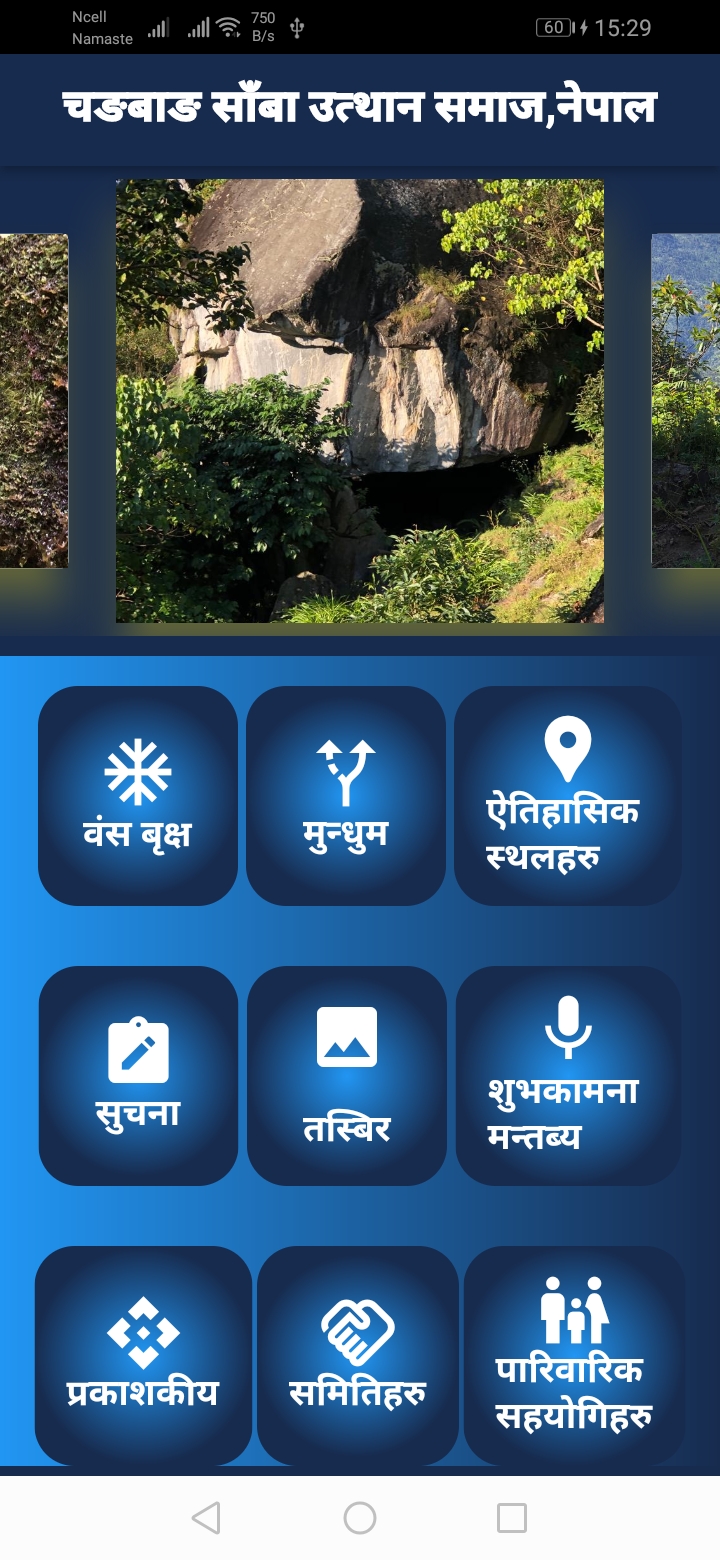 Ncell
Namaste
750
B/s
60
15:29
चङबाङ साँबा उत्थान समाज,नेपाल
वंस बृक्ष
मुन्धुम
ऐतिहासिक
स्थलहरु
सुचना
तस्बिर
शुभकामना
मन्तब्य
प्रकाशकीय
समितिहरु
पारिवारिक
सहयोगिहरु